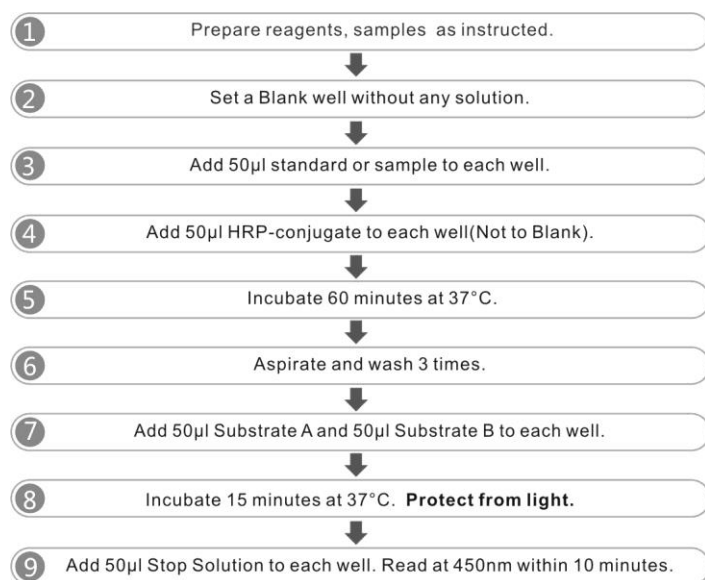 1 Prepare reagents, samples as instructed.
2 Set a Blank well without any solution.
3 Add 50µl standard or sample to each well.
4 Add 50µl HRP-conjugate to each well(Not to Blank).
5 Incubate 60 minutes at 37°C.
6 Aspirate and wash 3 times.
7 Add 50µl Substrate A and 50µl Substrate B to each well.
8 Incubate 15 minutes at 37°C. Protect from light.
9 Add 50µl Stop Solution to each well. Read at 450nm within 10 minutes.